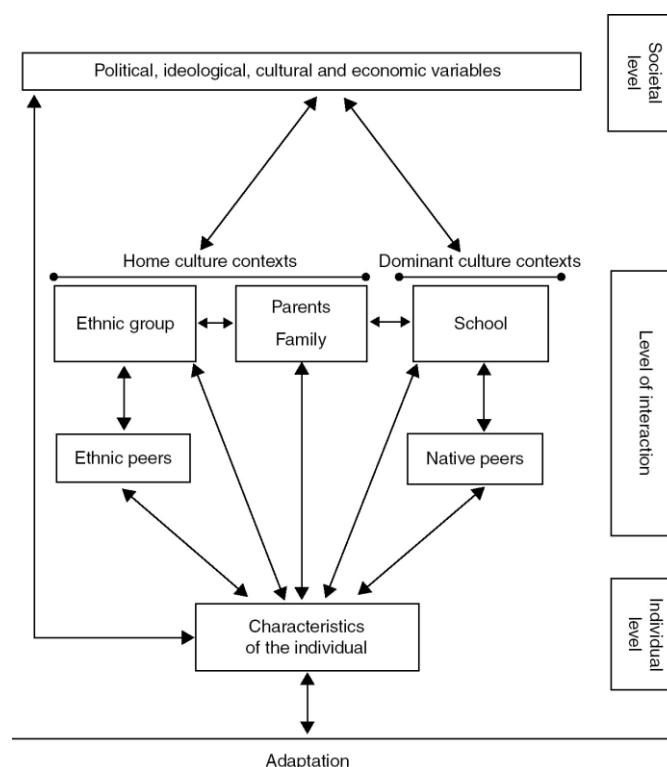 Political, ideological, cultural and economic variables
Societal
level
Home culture contexts
Dominant culture contexts
Ethnic group
Parents
Family
School
Level of interaction
Ethnic peers
Native peers
Characteristics
of the individual
Individual
level
Adaptation